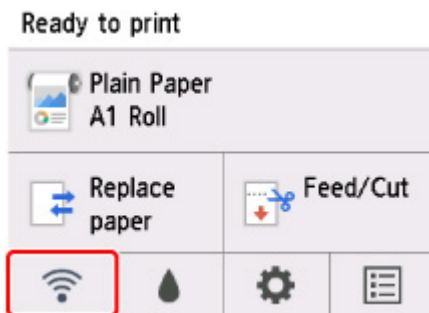 Ready to print
Plain Paper
A1 Roll
Replace
paper
Feed/Cut